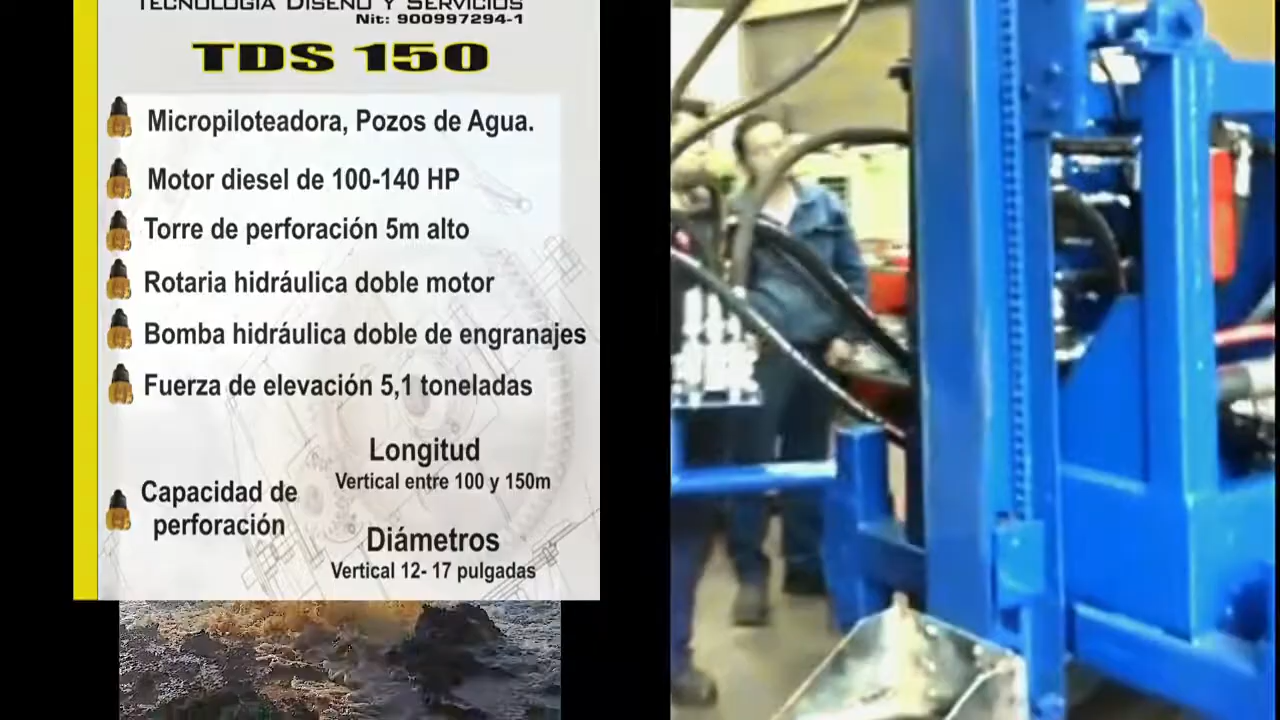 TECNOLOGÍA DISEÑO Y SERVICIOS
Nit: 900997294-1
TDS 150
Micropiloteadora, Pozos de Agua.
Motor diesel de 100-140 HP
Torre de perforación 5m alto
Rotaria hidráulica doble motor
Bomba hidráulica doble de engranajes
Fuerza de elevación 5,1 toneladas
Capacidad de
perforación
Longitud
Vertical entre 100 y 150m
Diámetros
Vertical 12- 17 pulgadas